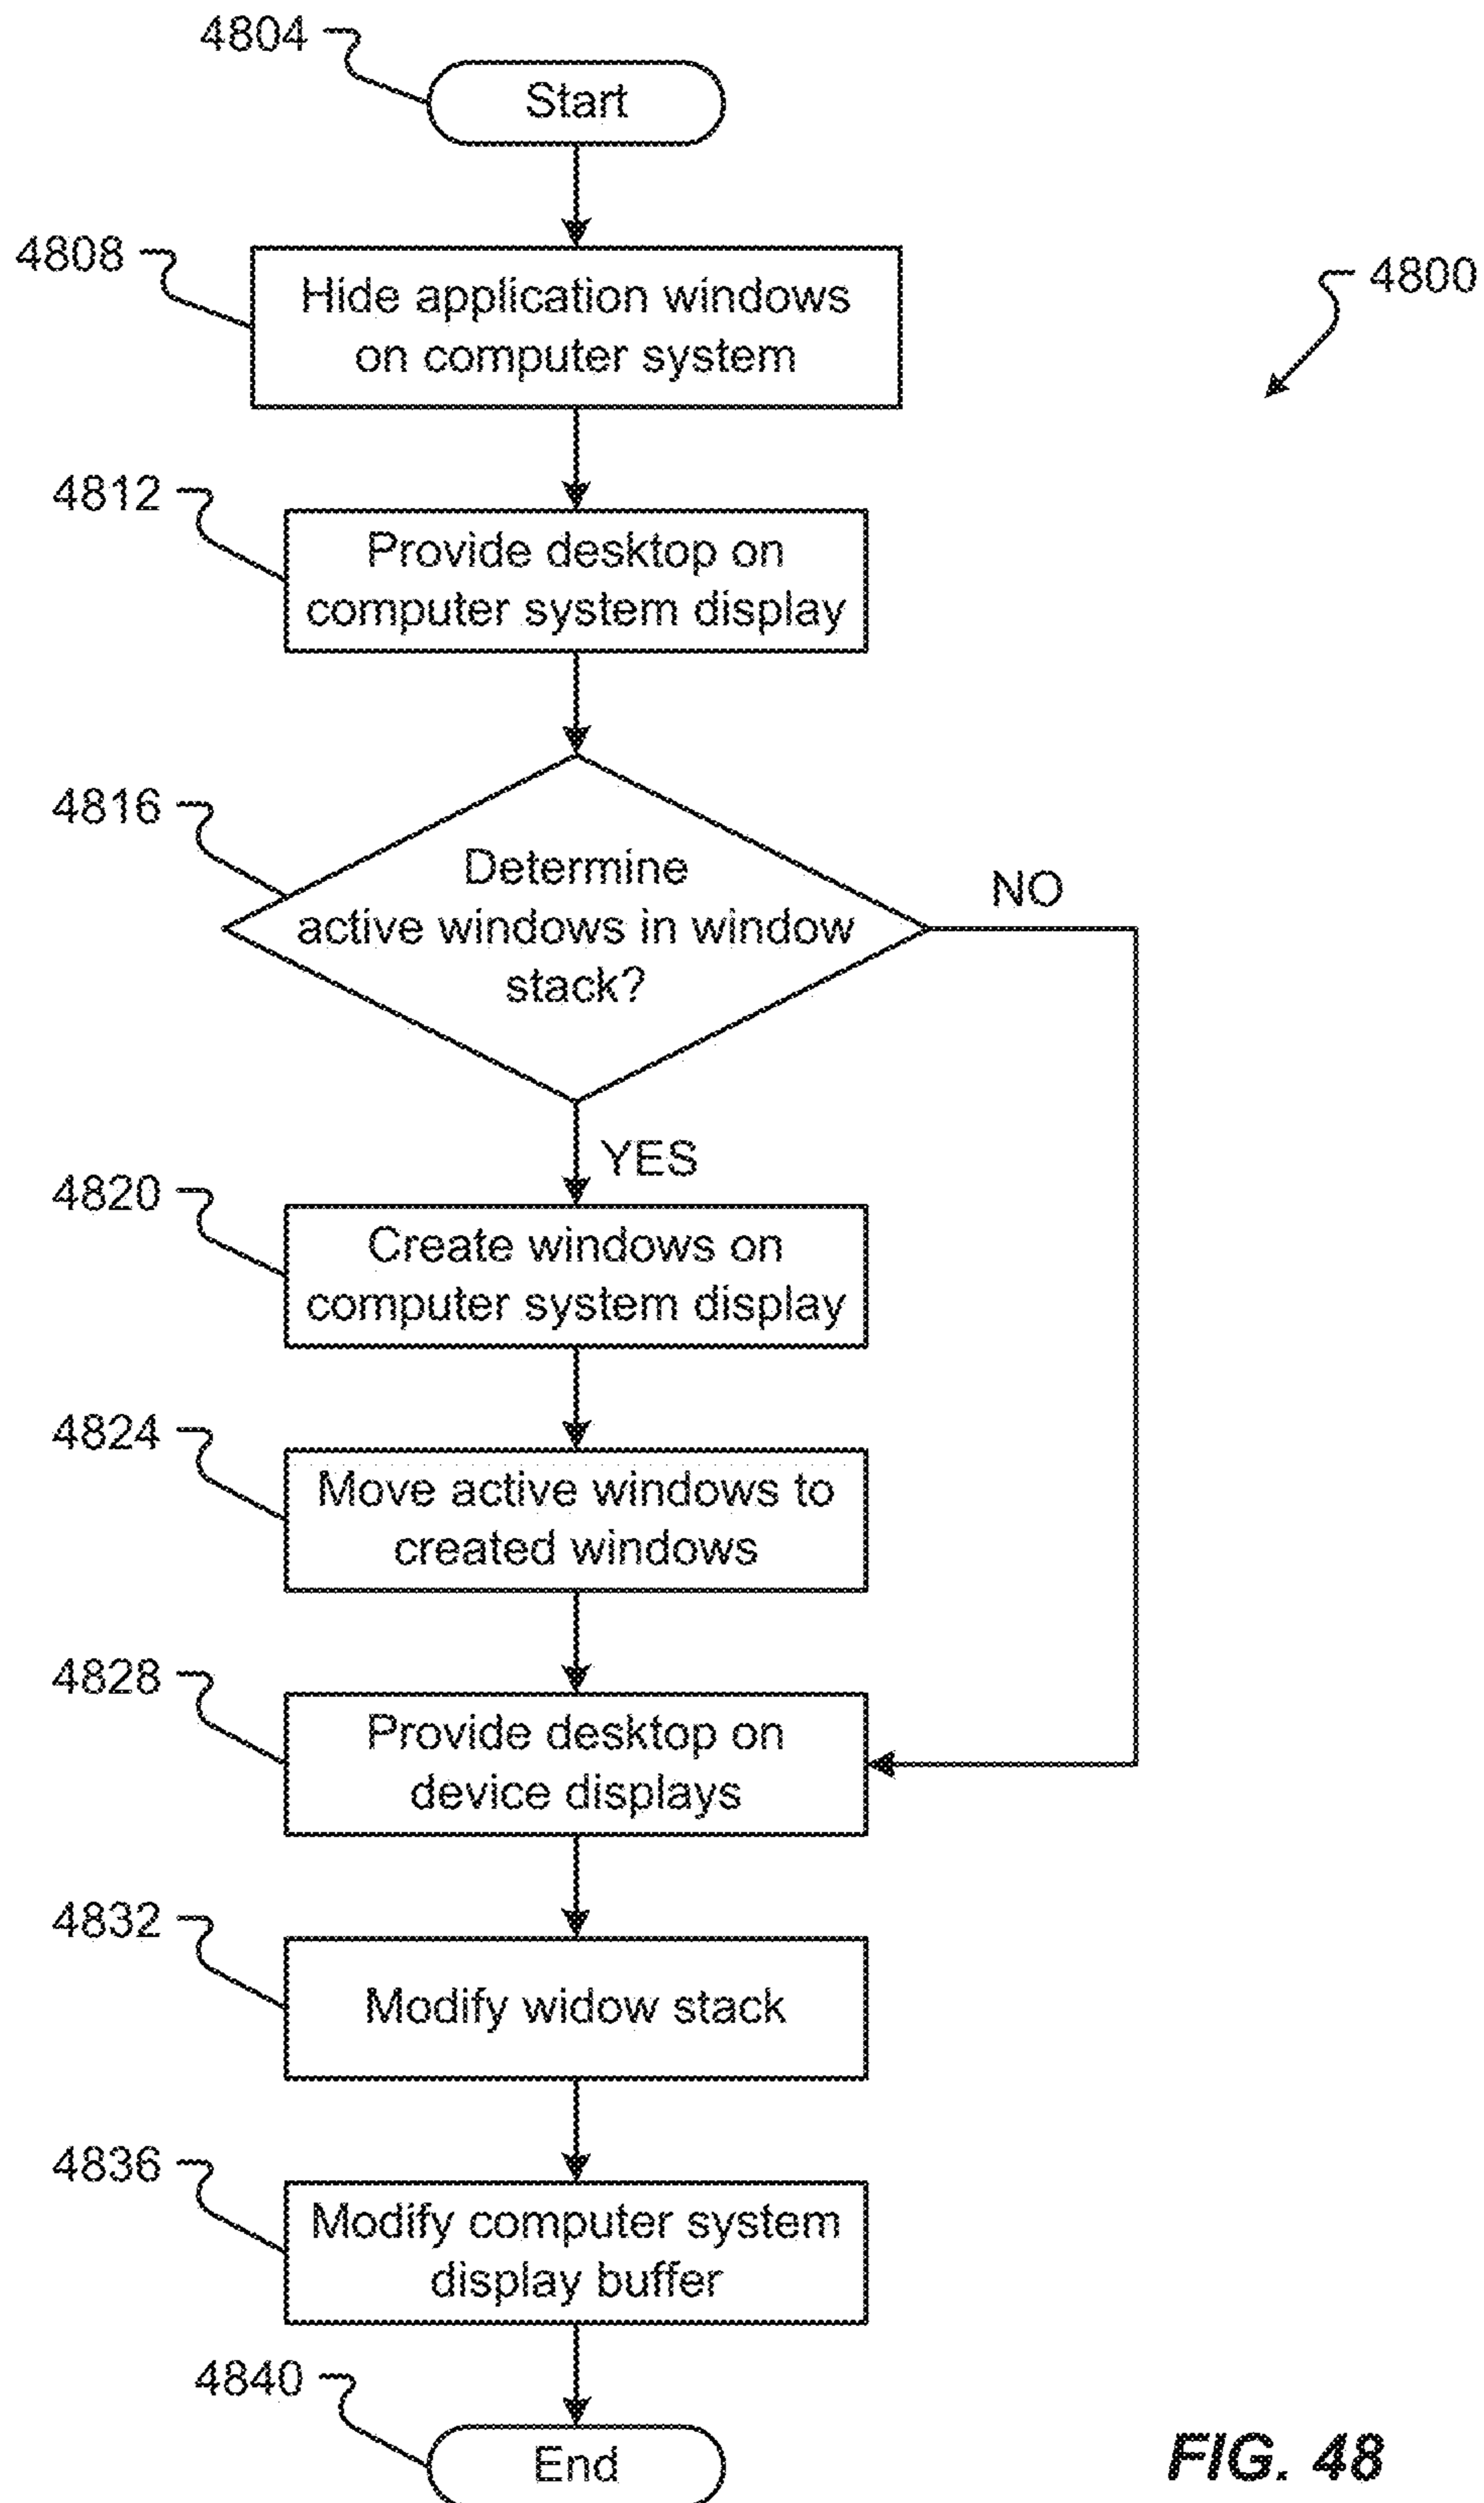 4804
Start
4808
Hide application windows
on computer system
4800
4812
Provide desktop on
computer system display
4816
Determine
active windows in window
stack?
NO
YES
4820
Create windows on
computer system display
4824
Move active windows to
created windows
4828
Provide desktop on
device displays
4832
Modify widow stack
4836
Modify computer system
display buffer
4840
End
FIG. 48